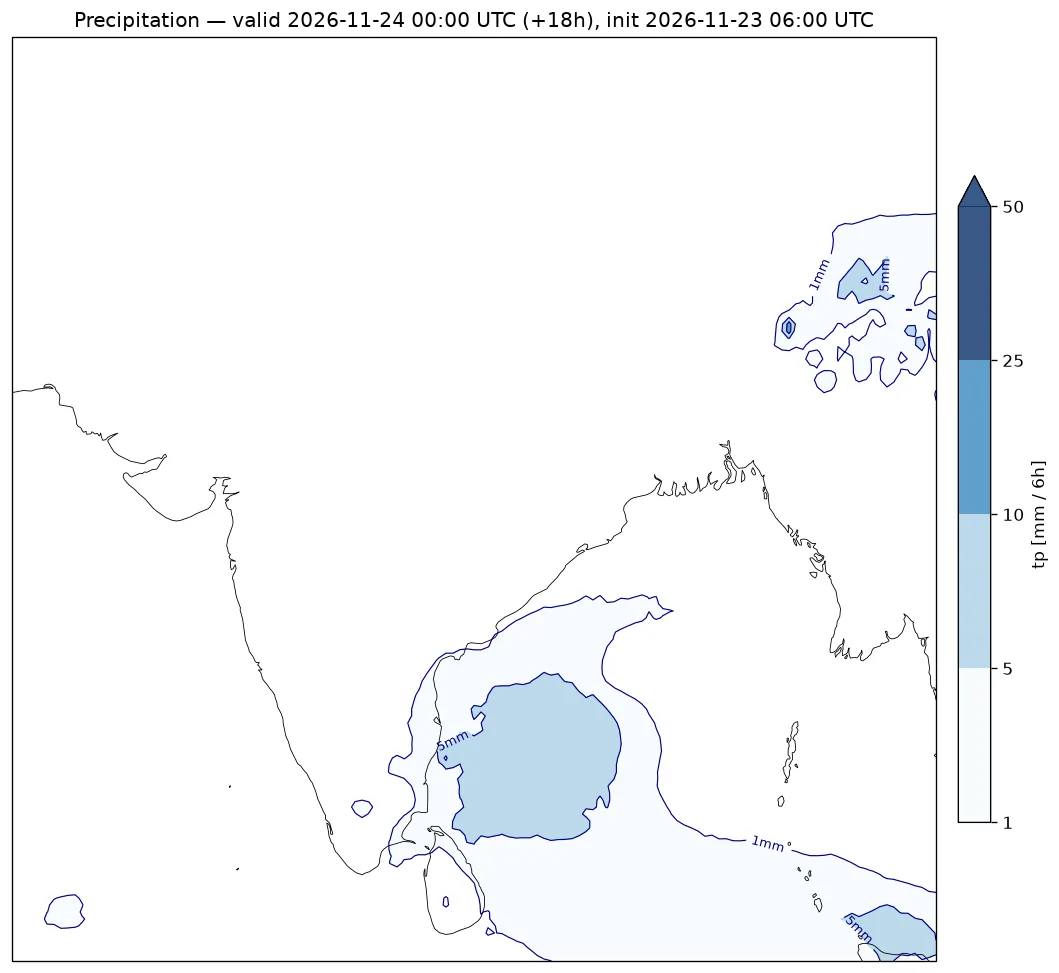 Precipitation — valid 2026-11-24 00:00 UTC (+18h), init 2026-11-23 06:00 UTC
1mm
5mm
5mm
1mm
5mm
50
25
10
5
1
tp [mm / 6h]